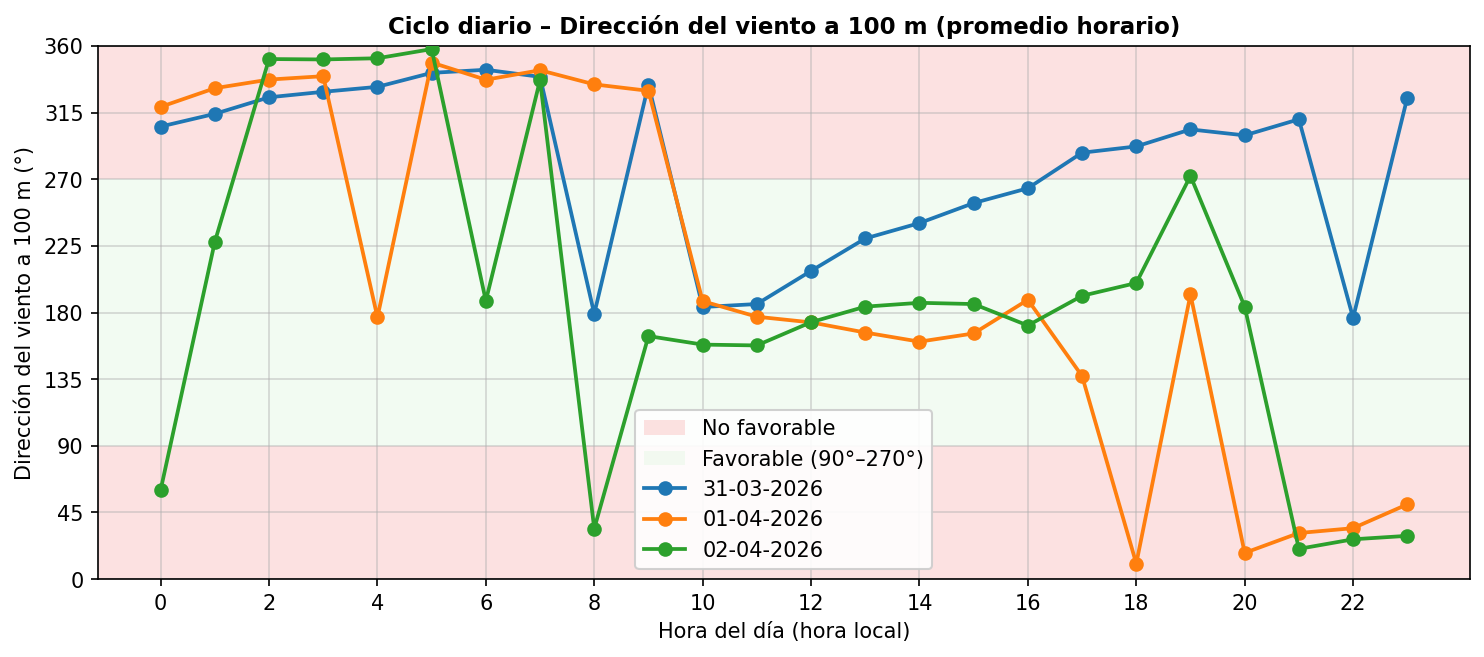 Ciclo diario – Dirección del viento a 100 m (promedio horario)
Dirección del viento a 100 m (°)
360
315
270
225
180
135
90
45
0
No favorable
Favorable (90°–270°)
31-03-2026
01-04-2026
02-04-2026
0 2 4 6 8 10 12 14 16 18 20 22
Hora del día (hora local)